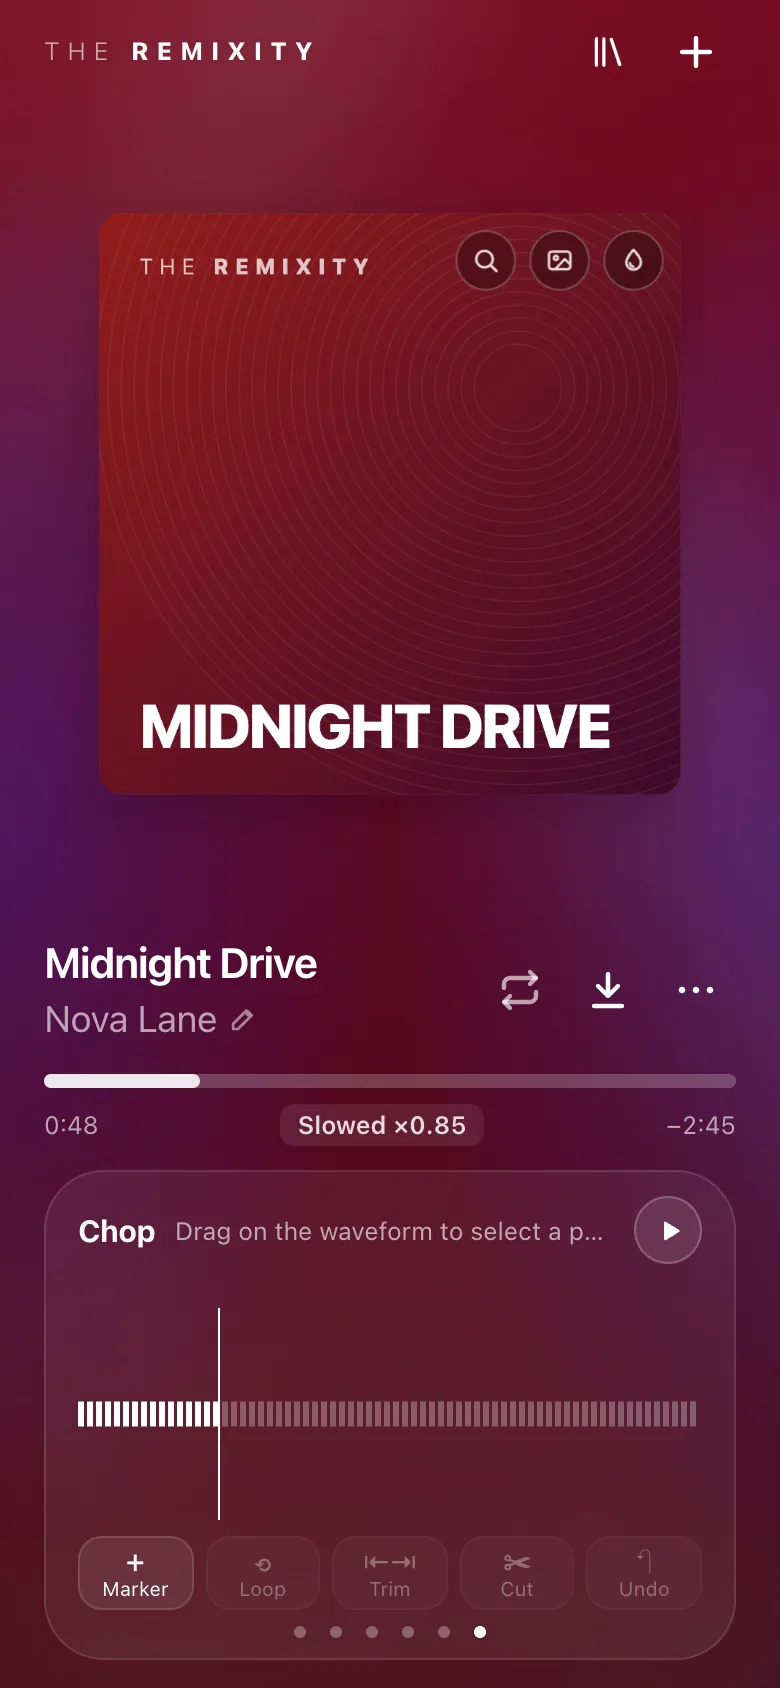 THE REMIXITY
THE REMIXITY
MIDNIGHT DRIVE
Midnight Drive
Nova Lane
0:48
Slowed ×0.85
−2:45
Chop Drag on the waveform to select a p...
Marker
Loop
Trim
Cut
Undo